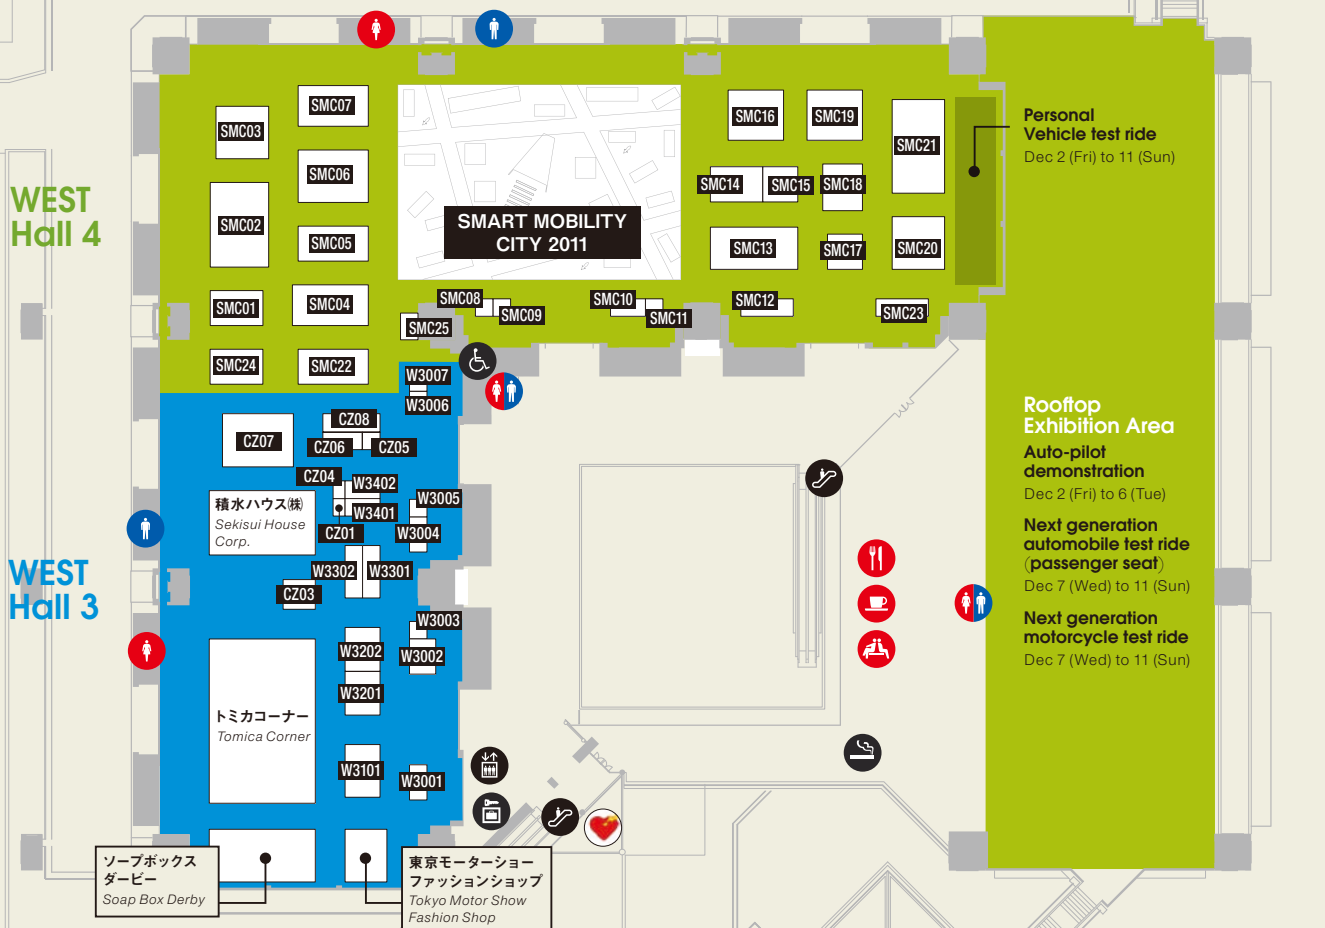 WEST
Hall 4
SMC03
SMC07
SMC06
SMC02
SMC05
SMC01
SMC04
SMC24
SMC22
SMC25
SMART MOBILITY
CITY 2011
SMC08
SMC09
SMC10
SMC11
SMC12
SMC23
SMC16
SMC19
SMC21
SMC14
SMC15
SMC18
SMC13
SMC17
SMC20
Personal
Vehicle test ride
Dec 2 (Fri) to 11 (Sun)
Rooftop
Exhibition Area
Auto-pilot
demonstration
Dec 2 (Fri) to 6 (Tue)
Next generation
automobile test ride
(passenger seat)
Dec 7 (Wed) to 11 (Sun)
Next generation
motorcycle test ride
Dec 7 (Wed) to 11 (Sun)
WEST
Hall 3
W3007
W3006
CZ08
CZ07
CZ06
CZ05
CZ04
W3402
W3401
W3005
積水ハウス㈱
Sekisui House
Corp.
CZ01
W3004
W3302
W3301
CZ03
W3003
W3202
W3002
W3201
トミカコーナー
Tomica Corner
W3101
W3001
ソープボックス
ダービー
Soap Box Derby
東京モーターショー
ファッションショップ
Tokyo Motor Show
Fashion Shop